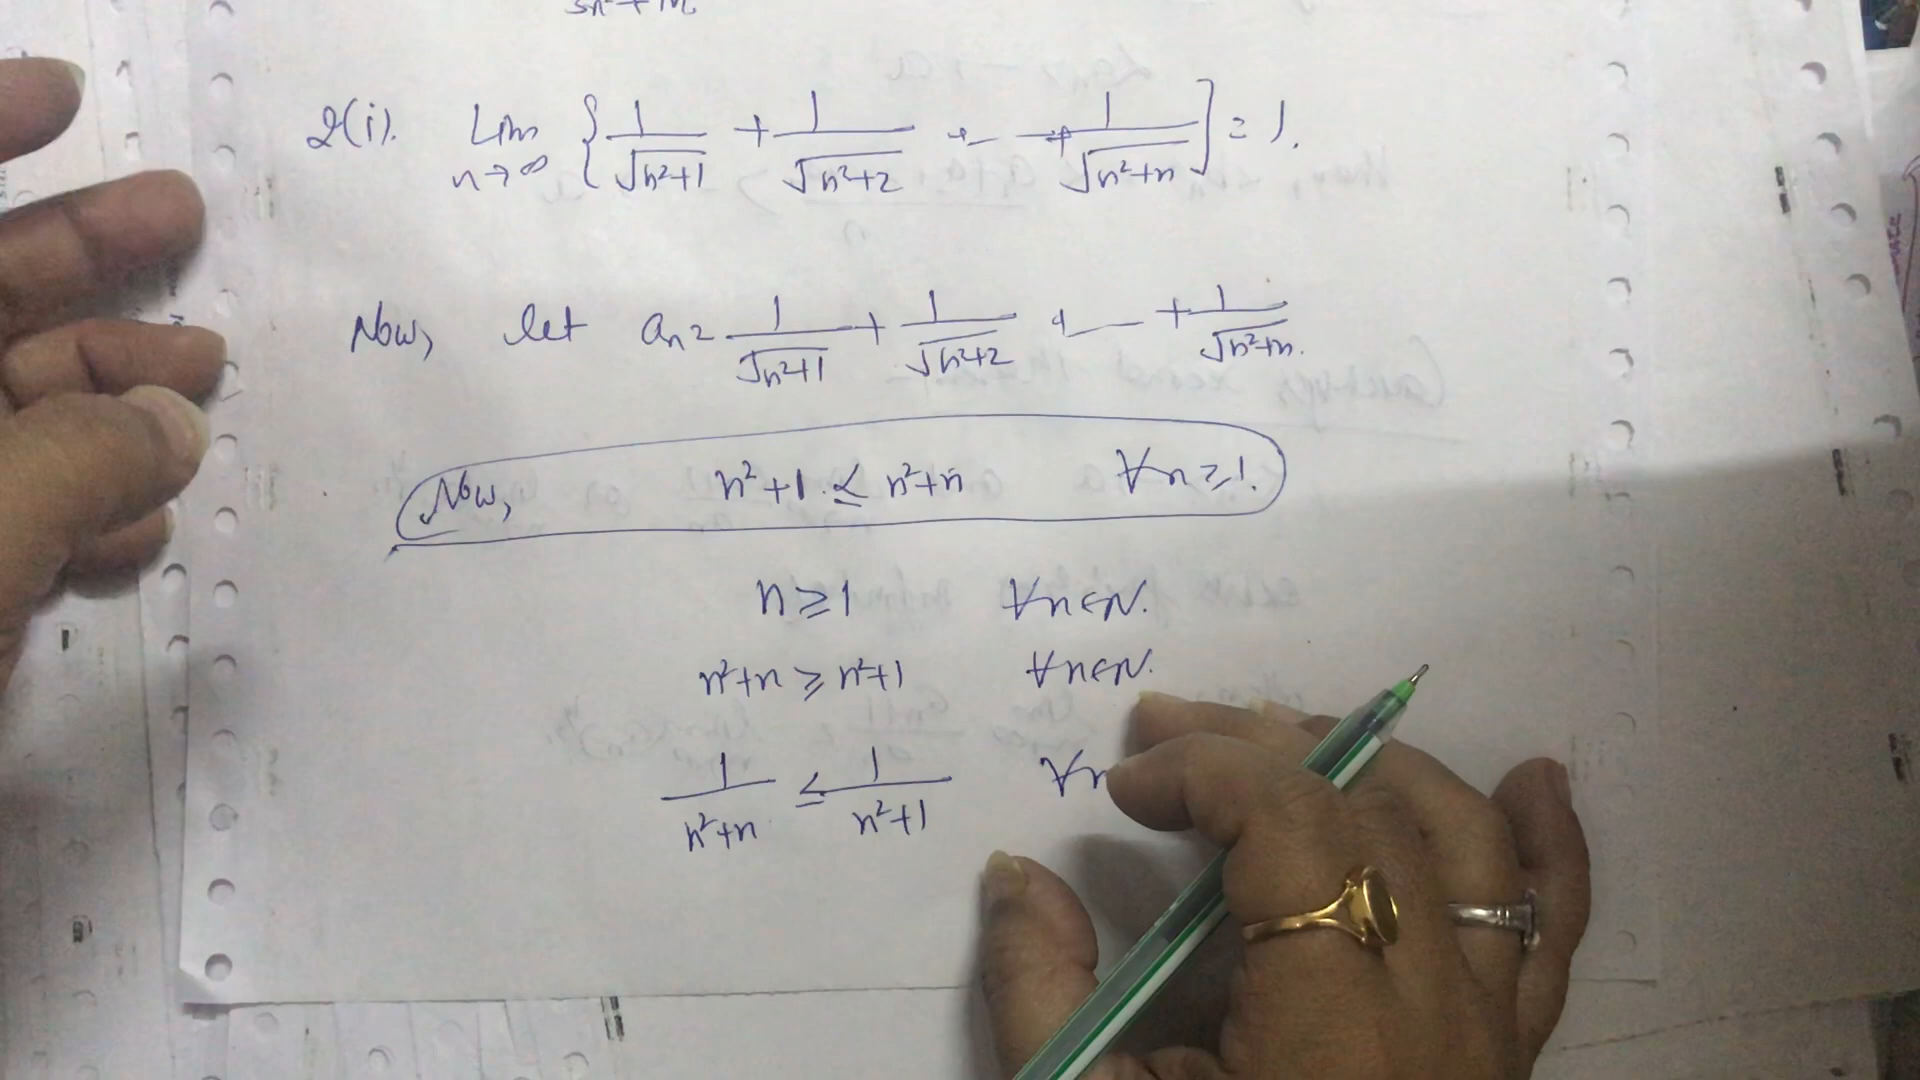 3n²+n
2(i). Lim n→∞ {1/√n²+1 + 1/√n²+2 + — + 1/√n²+n] = 1.
Now, let an = 1/√n²+1 + 1/√n²+2 + — + 1/√n²+n.
Now, n²+1 ≤ n²+n ∀n≥1.
n≥1 ∀n∈N.
n²+n ≥ n²+1 ∀n∈N.
1/n²+n ≤ 1/n²+1 ∀n